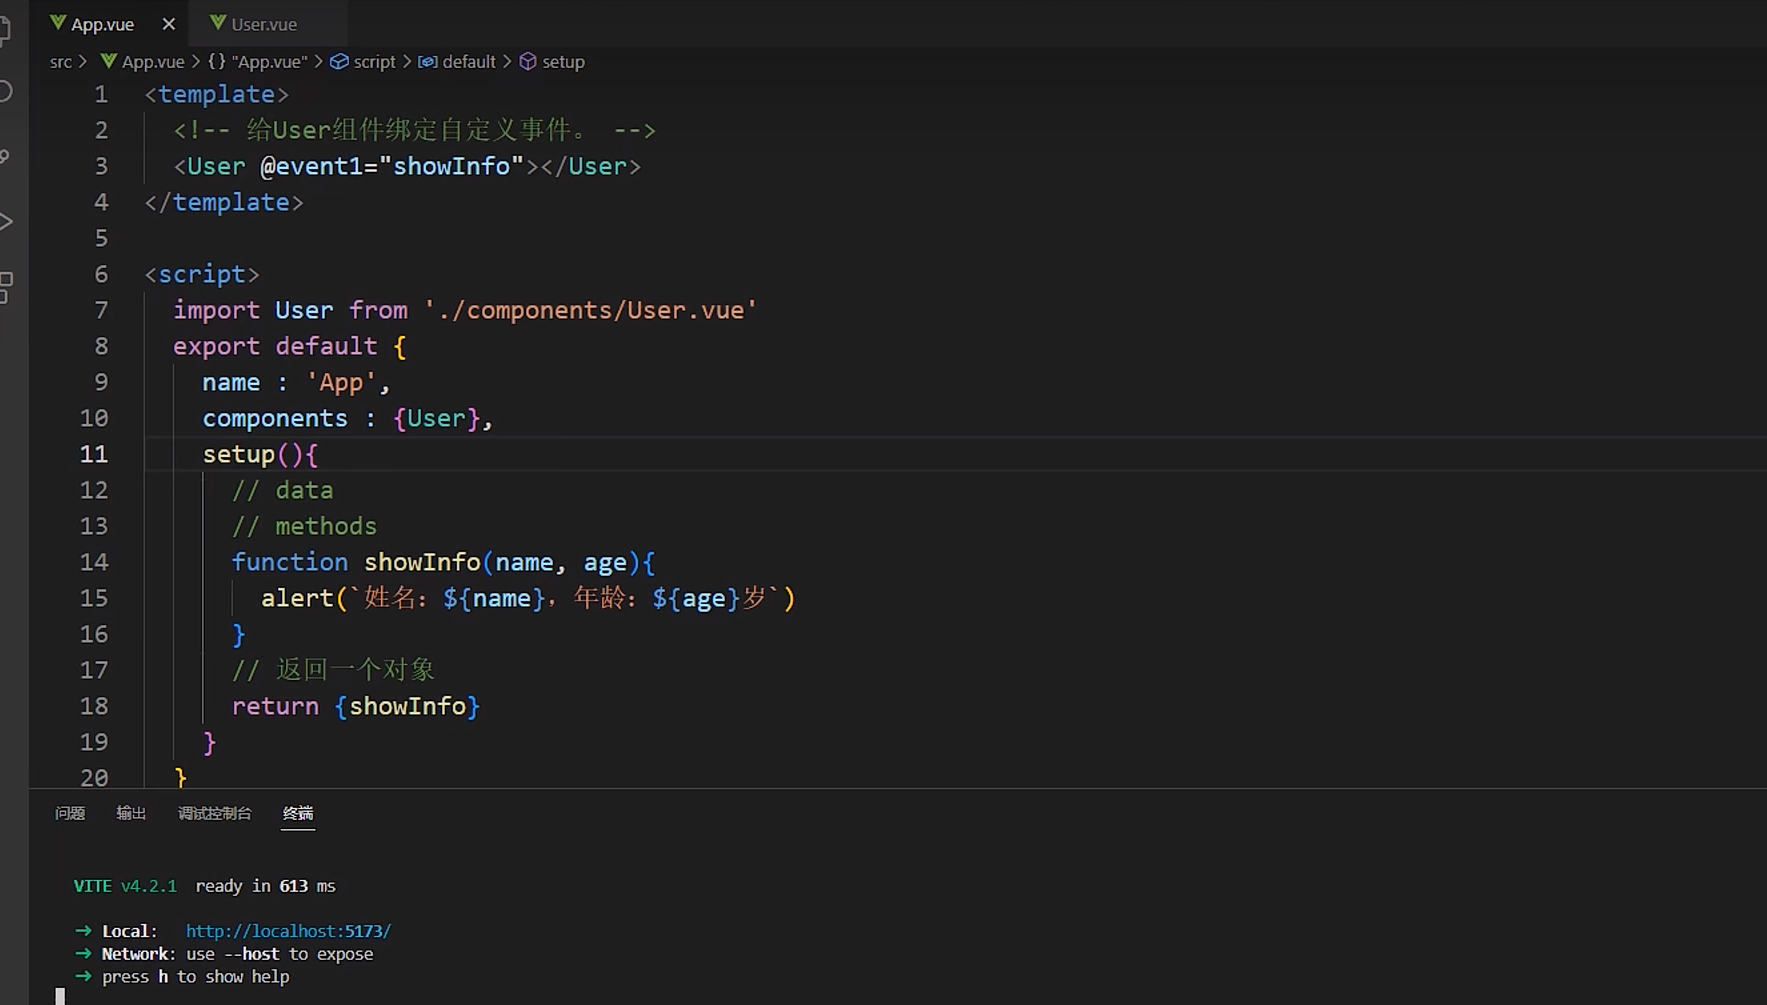 App.vue
User.vue
src > App.vue > {} "App.vue" > script > default > setup
1 <template>
2 <!-- 给User组件绑定自定义事件。 -->
3 <User @event1="showInfo"></User>
4 </template>
5
6 <script>
7 import User from './components/User.vue'
8 export default {
9 name : 'App',
10 components : {User},
11 setup(){
12 // data
13 // methods
14 function showInfo(name, age){
15 alert(`姓名：${name}，年龄：${age}岁`)
16 }
17 // 返回一个对象
18 return {showInfo}
19 }
20 }
问题 输出 调试控制台 终端
VITE v4.2.1 ready in 613 ms
➜ Local: http://localhost:5173/
➜ Network: use --host to expose
➜ press h to show help